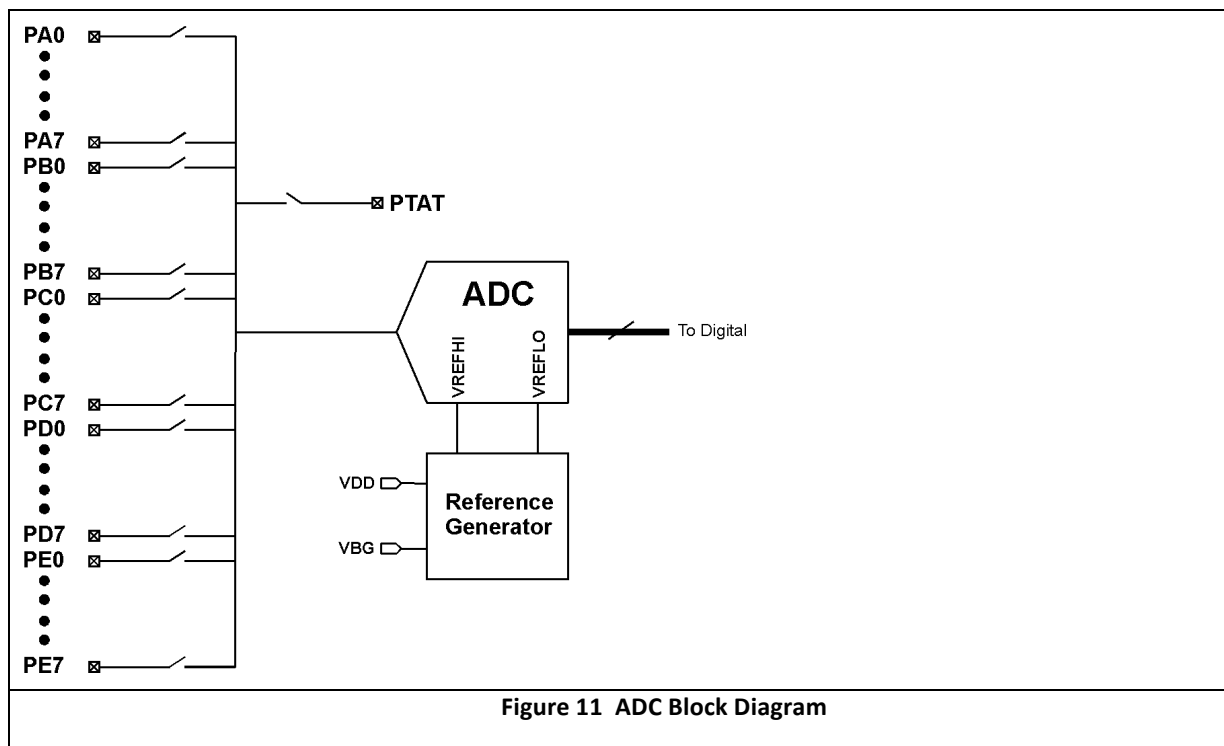 PA0
PA7
PB0
PTAT
PB7
PC0
ADC
VREFHI
VREFLO
To Digital
PC7
PD0
VDD
Reference
Generator
VBG
PD7
PE0
PE7
Figure 11 ADC Block Diagram